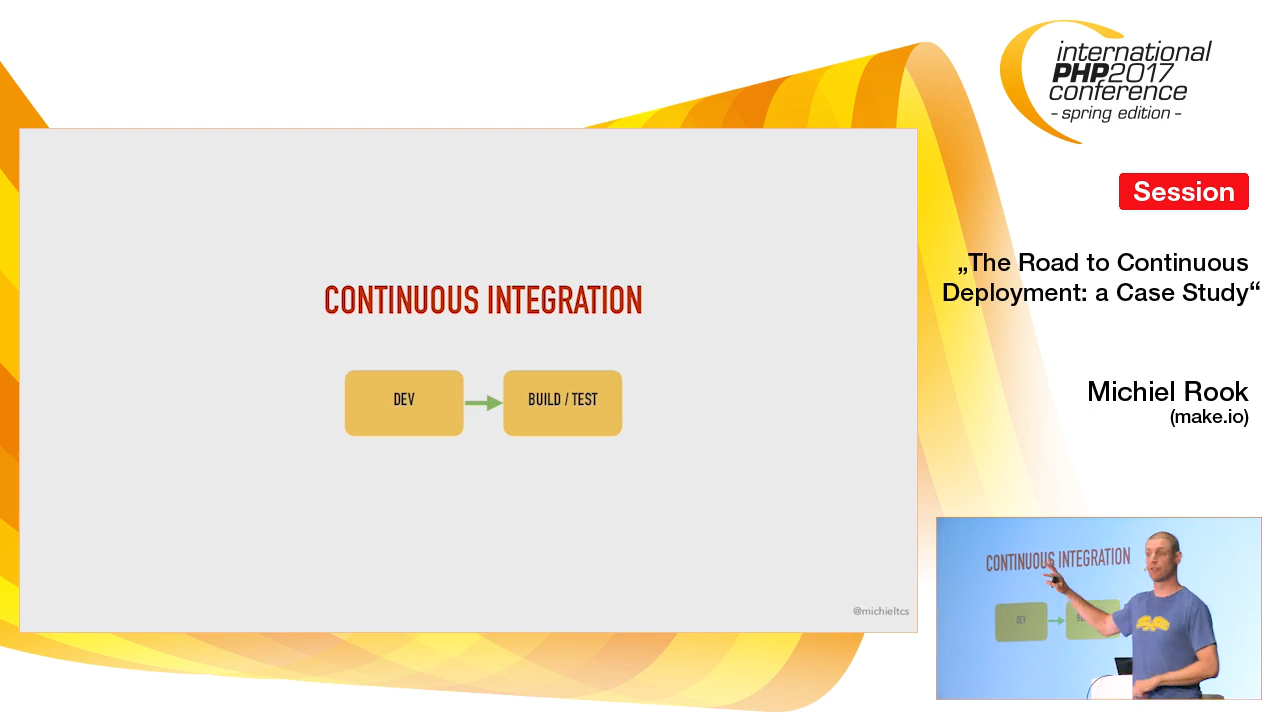 international
PHP2017
conference
- spring edition -
Session
„The Road to Continuous
Deployment: a Case Study“
Michiel Rook
(make.io)
CONTINUOUS INTEGRATION
DEV
BUILD / TEST
@michieltcs
CONTINUOUS INTEGRATION
DEV